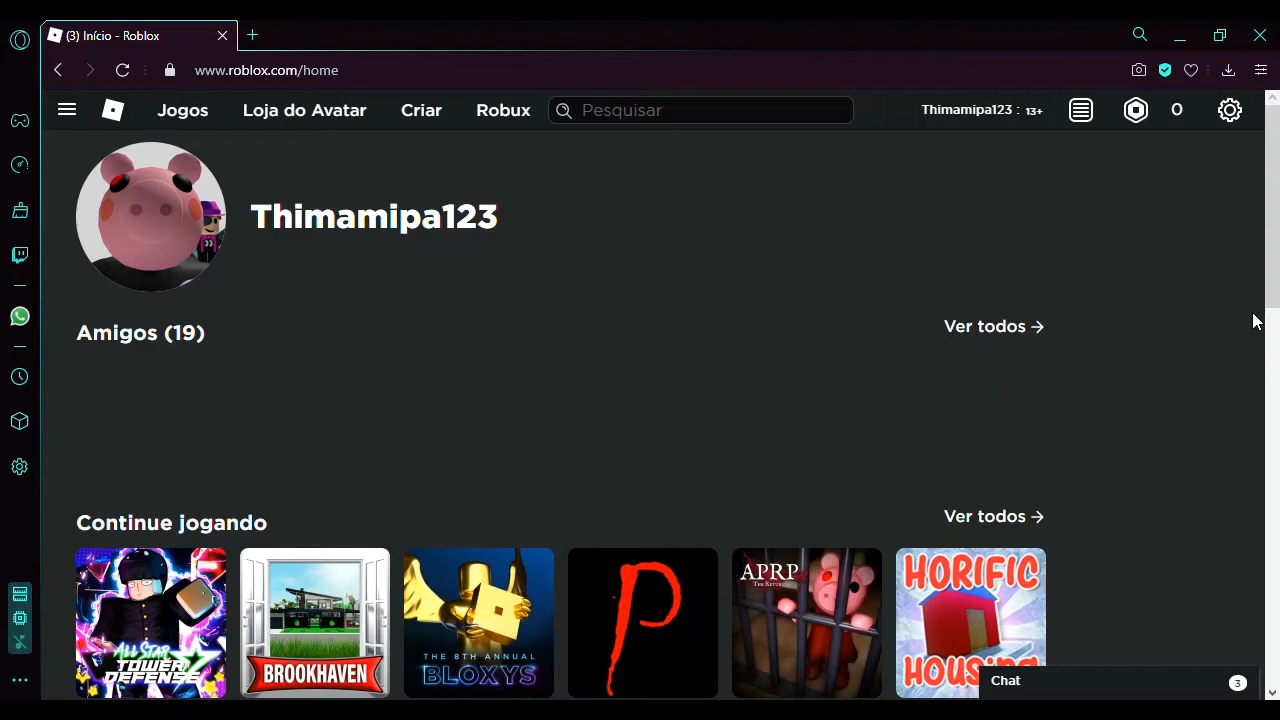 (3) Início - Roblox
www.roblox.com/home
Jogos Loja do Avatar Criar Robux Pesquisar Thimamipa123 : 13+ 0
Thimamipa123
Amigos (19) Ver todos →
Continue jogando Ver todos →
ALL STAR
TOWER
DEFENSE
BROOKHAVEN
THE 8TH ANNUAL
BLOXYS
P
APRP
HORIFIC
HOUSING
Chat 3